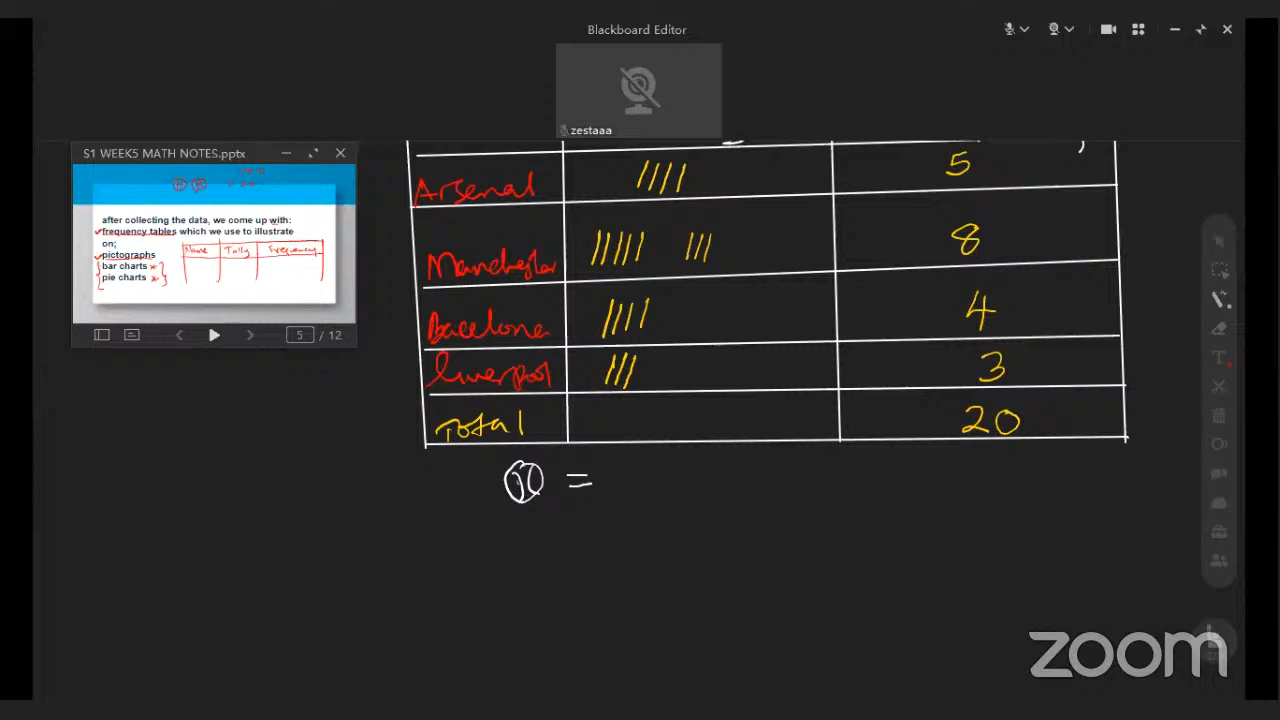 Blackboard Editor
zestaaa
S1 WEEK5 MATH NOTES.pptx
after collecting the data, we come up with:
frequency tables which we use to illustrate
on;
pictographs
bar charts
pie charts
Name Tally Frequency
5 / 12
Arsenal |||| 5
Manchester ||||| ||| 8
Bacelona |||| 4
liverpool ||| 3
Total 20
=
zoom